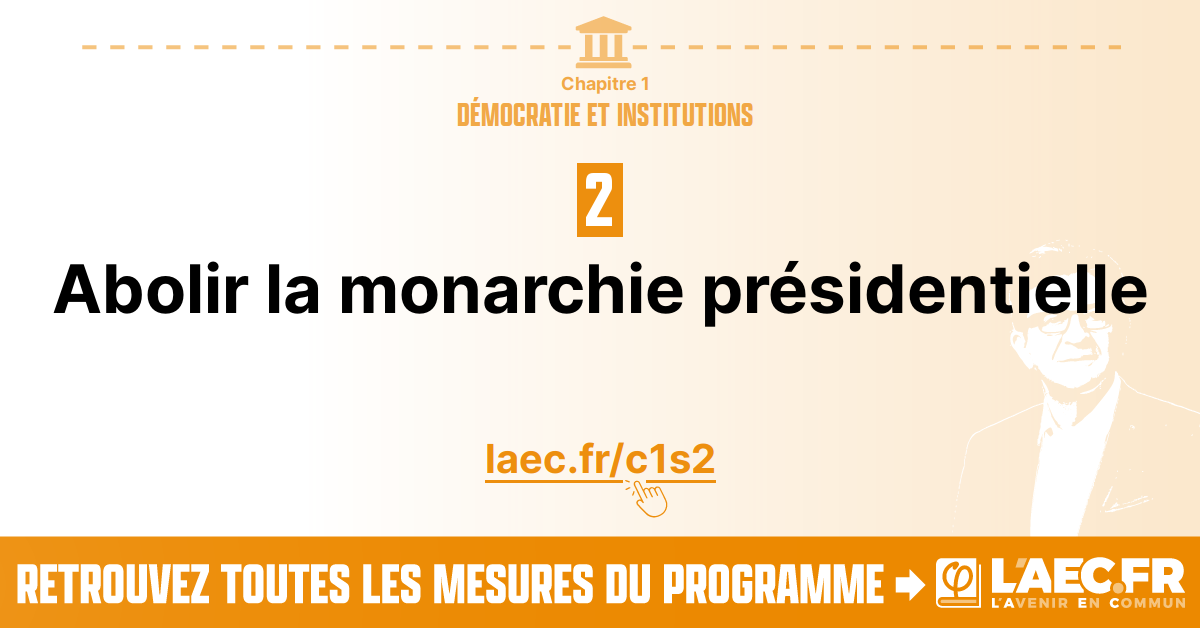 Chapitre 1
DÉMOCRATIE ET INSTITUTIONS
2
Abolir la monarchie présidentielle
laec.fr/c1s2
RETROUVEZ TOUTES LES MESURES DU PROGRAMME
φ L'AEC.FR
L'AVENIR EN COMMUN